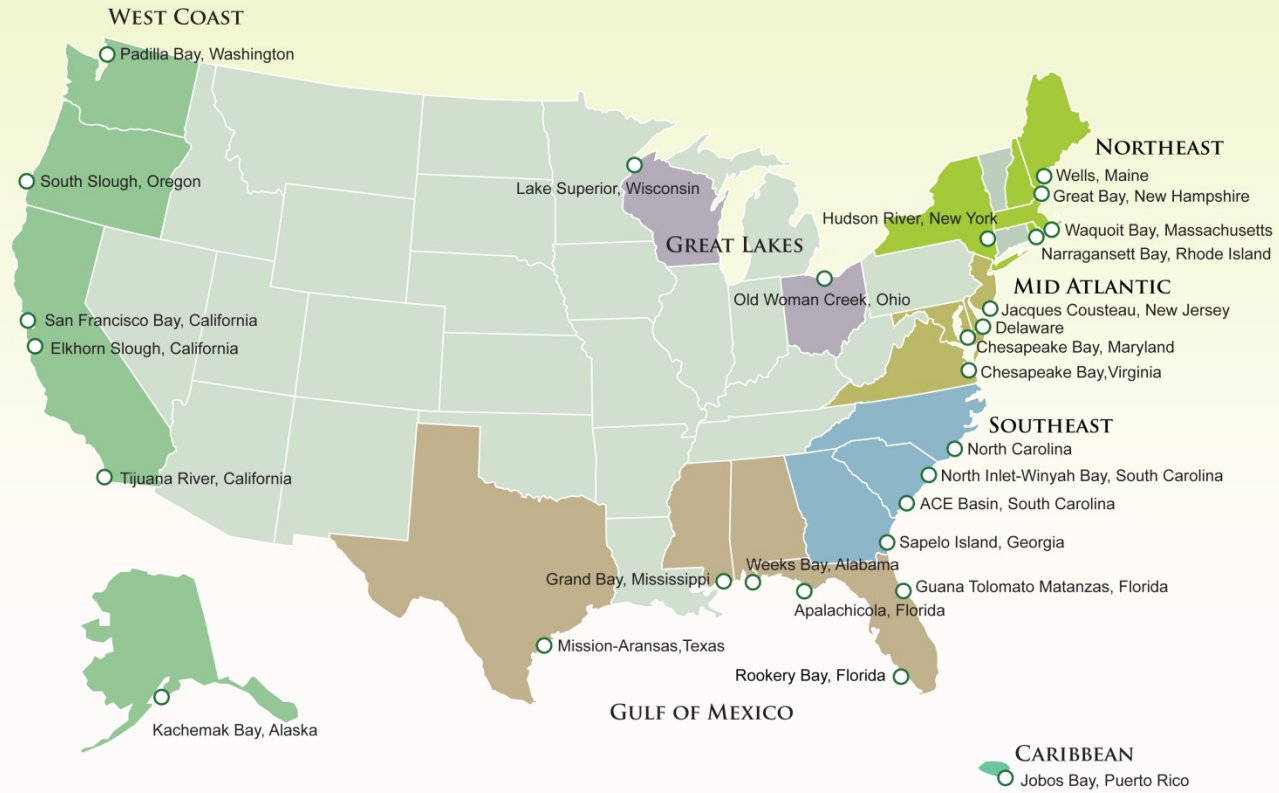 WEST COAST
Padilla Bay, Washington
South Slough, Oregon
San Francisco Bay, California
Elkhorn Slough, California
Tijuana River, California
Kachemak Bay, Alaska
Lake Superior, Wisconsin
GREAT LAKES
Old Woman Creek, Ohio
NORTHEAST
Wells, Maine
Great Bay, New Hampshire
Hudson River, New York
Waquoit Bay, Massachusetts
Narragansett Bay, Rhode Island
MID ATLANTIC
Jacques Cousteau, New Jersey
Delaware
Chesapeake Bay, Maryland
Chesapeake Bay,Virginia
SOUTHEAST
North Carolina
North Inlet-Winyah Bay, South Carolina
ACE Basin, South Carolina
Sapelo Island, Georgia
Weeks Bay, Alabama
Grand Bay, Mississippi
Guana Tolomato Matanzas, Florida
Apalachicola, Florida
Mission-Aransas,Texas
Rookery Bay, Florida
GULF OF MEXICO
CARIBBEAN
Jobos Bay, Puerto Rico